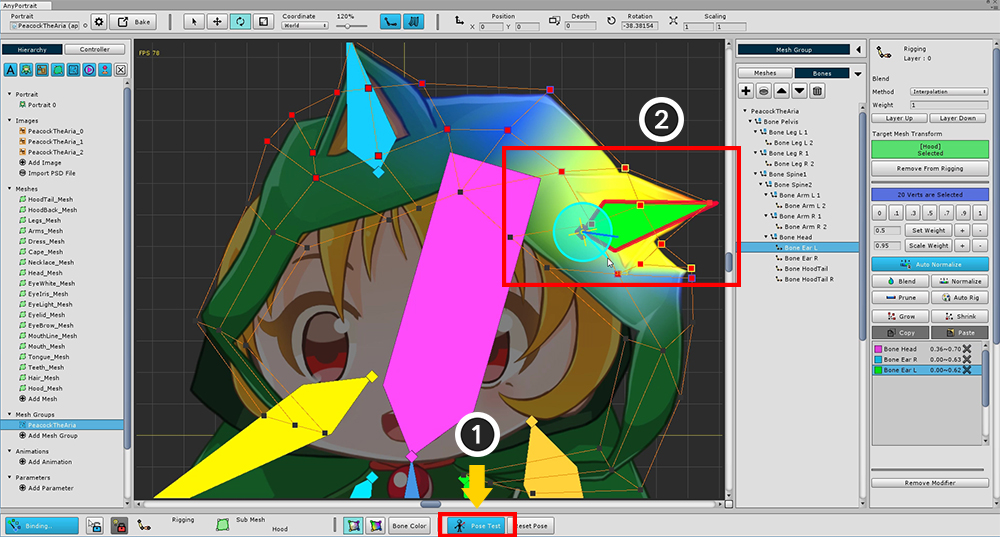 AnyPortrait
Portrait
PeacockTheAria (ap
Bake
Coordinate
World
120%
Position
X 0 Y 0
Depth
0
Rotation
-38.38154
Scaling
1 1
Hierarchy
Controller
A
Portrait
Portrait 0
Images
PeacockTheAria_0
PeacockTheAria_1
PeacockTheAria_2
Add Image
Import PSD File
Meshes
HoodTail_Mesh
HoodBack_Mesh
Legs_Mesh
Arms_Mesh
Dress_Mesh
Cape_Mesh
Necklace_Mesh
Head_Mesh
EyeWhite_Mesh
EyeIris_Mesh
EyeLight_Mesh
Eyelid_Mesh
EyeBrow_Mesh
MouthLine_Mesh
Mouth_Mesh
Tongue_Mesh
Teeth_Mesh
Hair_Mesh
Hood_Mesh
Add Mesh
Mesh Groups
PeacockTheAria
Add Mesh Group
Animations
Add Animation
Parameters
Add Parameter
FPS 78
2
1
Mesh Group
Meshes
Bones
PeacockTheAria
Bone Pelvis
Bone Leg L 1
Bone Leg L 2
Bone Leg R 1
Bone Leg R 2
Bone Spine1
Bone Spine2
Bone Arm L 1
Bone Arm L 2
Bone Arm R 1
Bone Arm R 2
Bone Head
Bone Ear L
Bone Ear R
Bone HoodTail
Bone HoodTail R
Rigging
Layer : 0
Blend
Method Interpolation
Weight 1
Layer Up Layer Down
Target Mesh Transform
[Hood]
Selected
Remove From Rigging
20 Verts are Selected
0 .1 .3 .5 .7 .9 1
0.5 Set Weight + -
0.95 Scale Weight + -
Auto Normalize
Blend Normalize
Prune Auto Rig
Grow Shrink
Copy Paste
Bone Head 0.36~0.70
Bone Ear R 0.00~0.63
Bone Ear L 0.00~0.62
Remove Modifier
Binding..
Rigging
Sub Mesh
Hood
Bone Color
Pose Test
Reset Pose